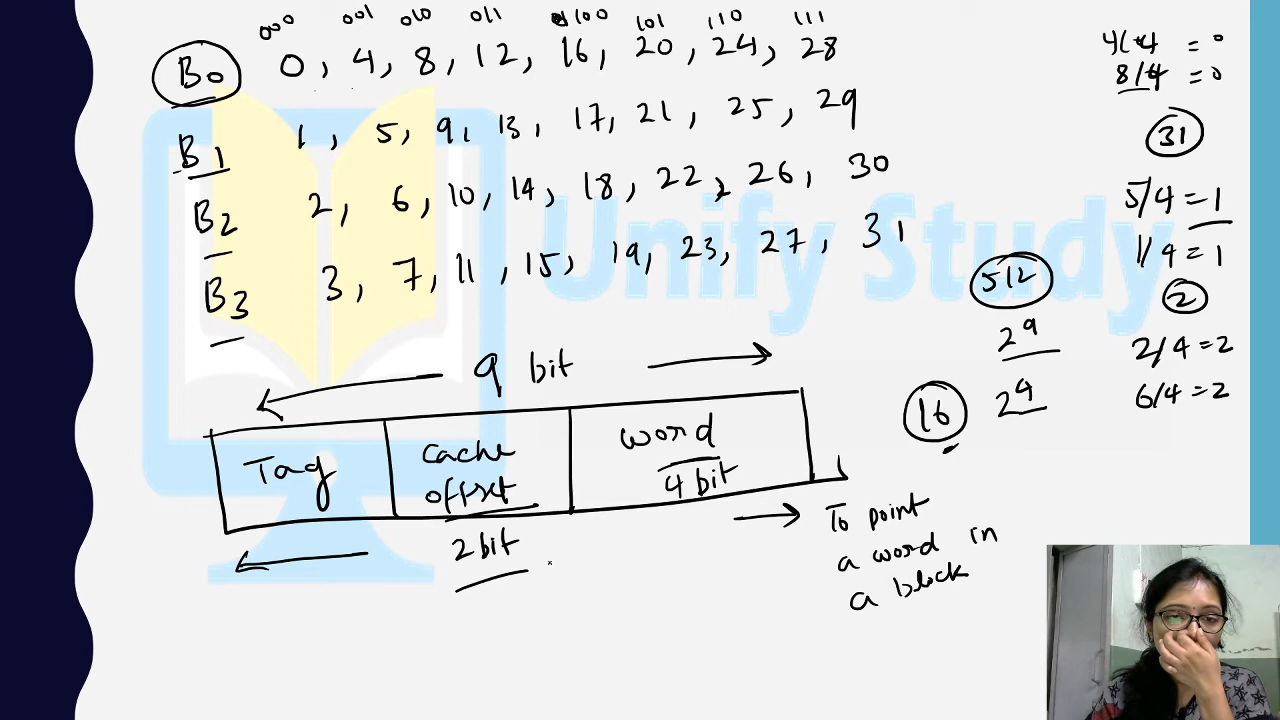 000 001 010 011 100 101 110 111
B0 0, 4, 8, 12, 16, 20, 24, 28
B1 1, 5, 9, 13, 17, 21, 25, 29
B2 2, 6, 10, 14, 18, 22, 26, 30
B3 3, 7, 11, 15, 19, 23, 27, 31
Unify Study
4/4 = 0
8/4 = 0
31
5/4 = 1
1/4 = 1
2
2/4 = 2
6/4 = 2
512
2^9
16
2^4
9 bit
Tag
cache
offset
2 bit
word
4 bit
To point
a word in
a block